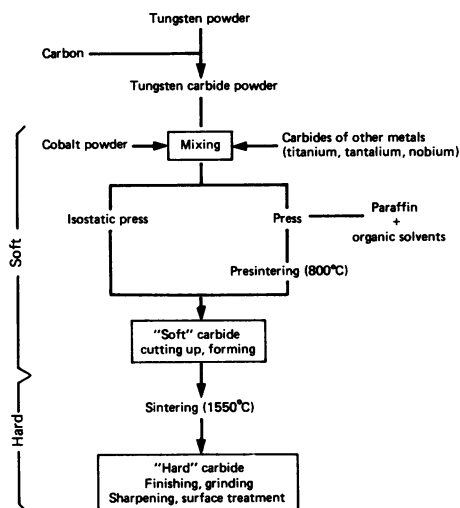 Tungsten powder
Carbon
Tungsten carbide powder
Cobalt powder
Mixing
Carbides of other metals
(titanium, tantalium, nobium)
Isostatic press
Press
Paraffin
+
organic solvents
Presintering (800°C)
Soft
"Soft" carbide
cutting up, forming
Sintering (1550°C)
Hard
"Hard" carbide
Finishing, grinding
Sharpening, surface treatment